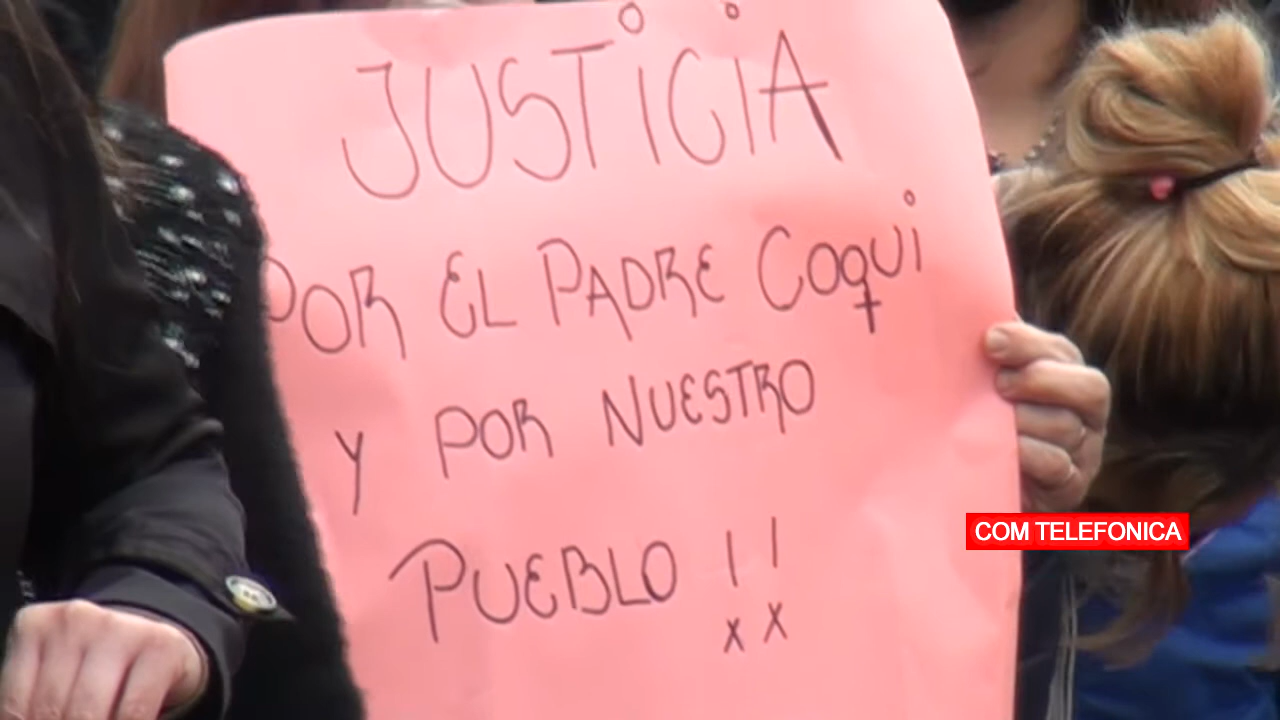 JUSTICIA
POR EL PADRE COQUI
Y POR NUESTRO
PUEBLO !!
COM TELEFONICA